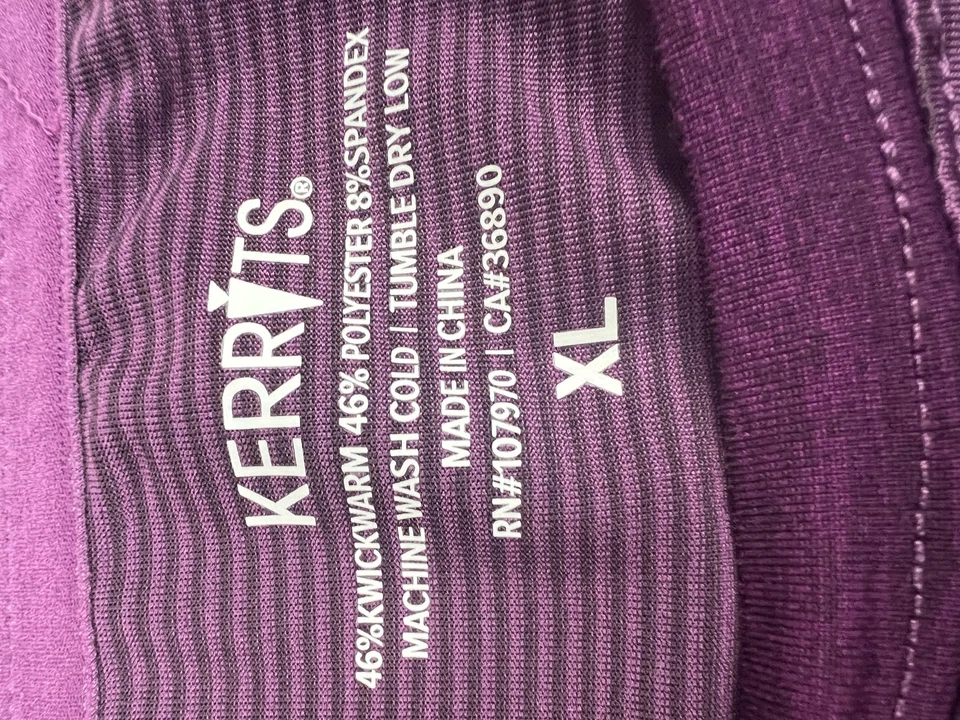 KERRITS®
46%KWICKWARM 46% POLYESTER 8%SPANDEX
MACHINE WASH COLD | TUMBLE DRY LOW
MADE IN CHINA
RN#107970 | CA#36890
XL